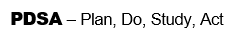 PDSA – Plan, Do, Study, Act